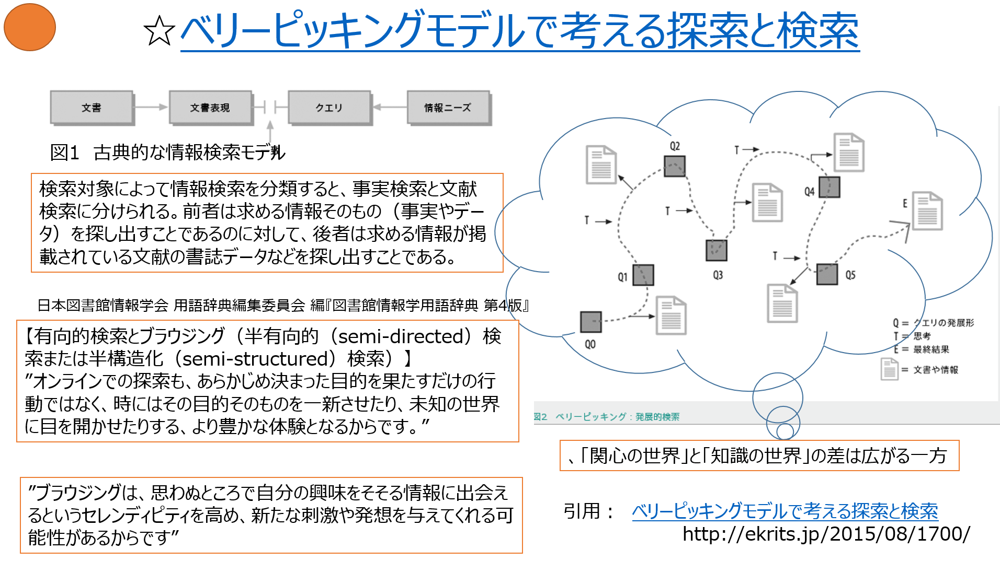 ☆ベリーピッキングモデルで考える探索と検索
文書
文書表現
クエリ
情報ニーズ
図1 古典的な情報検索モデル
検索対象によって情報検索を分類すると、事実検索と文献
検索に分けられる。前者は求める情報そのもの（事実やデー
タ）を探し出すことであるのに対して、後者は求める情報が掲
載されている文献の書誌データなどを探し出すことである。
日本図書館情報学会 用語辞典編集委員会 編『図書館情報学用語辞典 第4版』
【有向的検索とブラウジング（半有向的（semi-directed）検
索または半構造化（semi-structured）検索）】
”オンラインでの探索も、あらかじめ決まった目的を果たすだけの行
動ではなく、時にはその目的そのものを一新させたり、未知の世界
に目を開かせたりする、より豊かな体験となるからです。”
”ブラウジングは、思わぬところで自分の興味をそそる情報に出会え
るというセレンディピティを高め、新たな刺激や発想を与えてくれる可
能性があるからです”
Q2
T
Q4
E
T
T
Q3
T
Q1
Q5
Q0
Q = クエリの発展形
T = 思考
E = 最終結果
= 文書や情報
図2 ベリーピッキング：発展的検索
、「関心の世界」と「知識の世界」の差は広がる一方
引用： ベリーピッキングモデルで考える探索と検索
http://ekrits.jp/2015/08/1700/